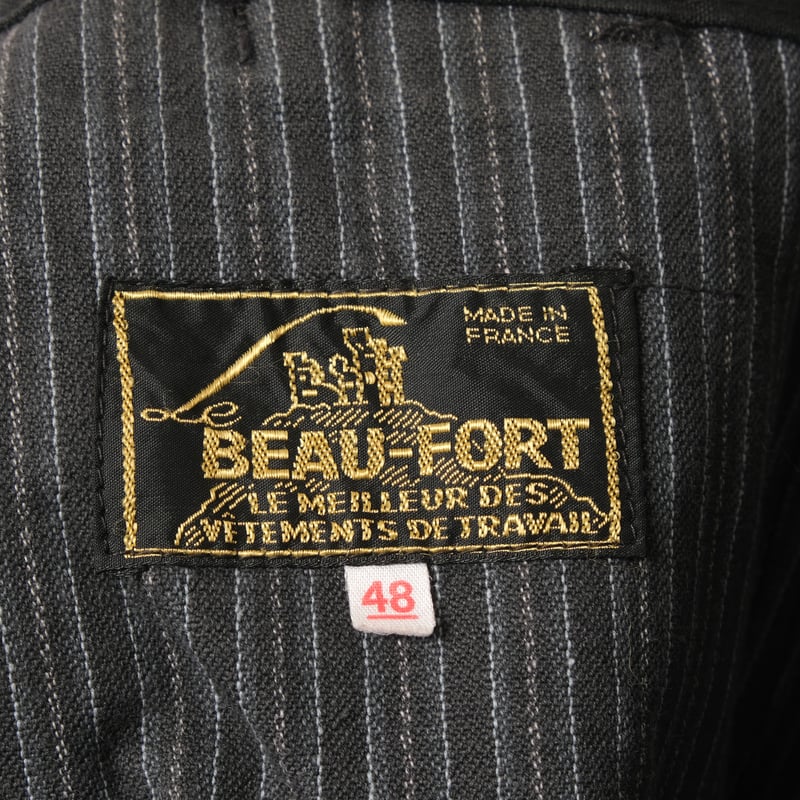 MADE IN
FRANCE
Le
BEAU-FORT
LE MEILLEUR DES
VETEMENTS DE TRAVAIL
48